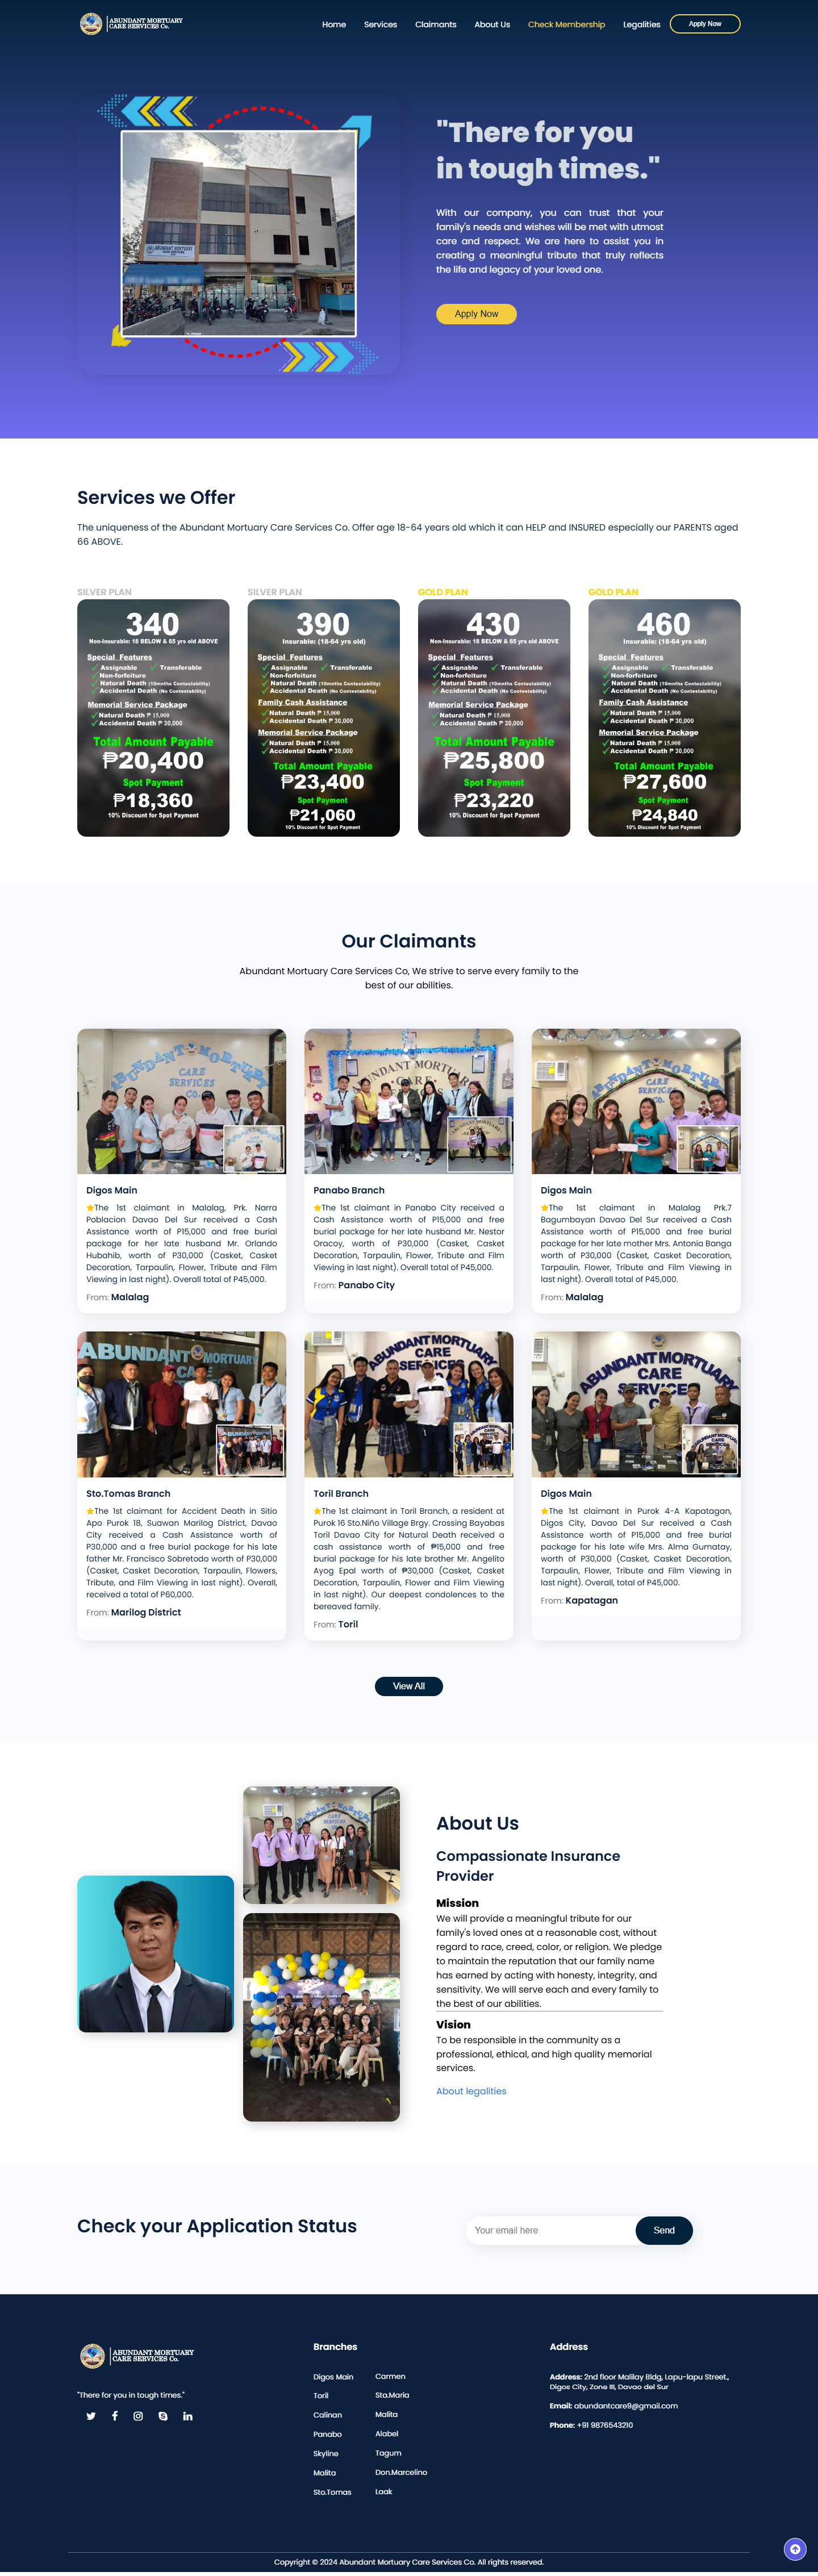 ABUNDANT MORTUARY
CARE SERVICES Co.
Home
Services
Claimants
About Us
Check Membership
Legalities
Apply Now
ABUNDANT MORTUARY
"There for you
in tough times."
With our company, you can trust that your
family's needs and wishes will be met with utmost
care and respect. We are here to assist you in
creating a meaningful tribute that truly reflects
the life and legacy of your loved one.
Apply Now
Services we Offer
The uniqueness of the Abundant Mortuary Care Services Co. Offer age 18-64 years old which it can HELP and INSURED especially our PARENTS aged
66 ABOVE.
SILVER PLAN
340
Non-Insurable: 18 BELOW & 65 yrs old ABOVE
Special Features
Assignable
Transferable
Non-forfeiture
Natural Death (10mnths Contestability)
Accidental Death (No Contestability)
Memorial Service Package
Natural Death ₱ 15,000
Accidental Death ₱ 30,000
Total Amount Payable
₱20,400
Spot Payment
₱18,360
10% Discount for Spot Payment
SILVER PLAN
390
Insurable: (18-64 yrs old)
Special Features
Assignable
Transferable
Non-forfeiture
Natural Death (10mnths Contestability)
Accidental Death (No Contestability)
Family Cash Assistance
Natural Death ₱ 15,000
Accidental Death ₱ 30,000
Memorial Service Package
Natural Death ₱ 15,000
Accidental Death ₱ 30,000
Total Amount Payable
₱23,400
Spot Payment
₱21,060
10% Discount for Spot Payment
GOLD PLAN
430
Non-Insurable: 18 BELOW & 65 yrs old ABOVE
Special Features
Assignable
Transferable
Non-forfeiture
Natural Death (10mnths Contestability)
Accidental Death (No Contestability)
Memorial Service Package
Natural Death ₱ 15,000
Accidental Death ₱ 30,000
Total Amount Payable
₱25,800
Spot Payment
₱23,220
10% Discount for Spot Payment
GOLD PLAN
460
Insurable: (18-64 yrs old)
Special Features
Assignable
Transferable
Non-forfeiture
Natural Death (10mnths Contestability)
Accidental Death (No Contestability)
Family Cash Assistance
Natural Death ₱ 15,000
Accidental Death ₱ 30,000
Memorial Service Package
Natural Death ₱ 15,000
Accidental Death ₱ 30,000
Total Amount Payable
₱27,600
Spot Payment
₱24,840
10% Discount for Spot Payment
Our Claimants
Abundant Mortuary Care Services Co, We strive to serve every family to the
best of our abilities.
ABUNDANT MORTUARY
CARE
SERVICES
CO.
Digos Main
The 1st claimant in Malalag, Prk. Narra
Poblacion Davao Del Sur received a Cash
Assistance worth of P15,000 and free burial
package for her late husband Mr. Orlando
Hubahib, worth of P30,000 (Casket, Casket
Decoration, Tarpaulin, Flower, Tribute and Film
Viewing in last night). Overall total of P45,000.
From: Malalag
Panabo Branch
The 1st claimant in Panabo City received a
Cash Assistance worth of P15,000 and free
burial package for her late husband Mr. Nestor
Oracoy, worth of P30,000 (Casket, Casket
Decoration, Tarpaulin, Flower, Tribute and Film
Viewing in last night). Overall total of P45,000.
From: Panabo City
ABUNDANT MORTUARY
CARE
SERVICES
CO.
Digos Main
The 1st claimant in Malalag Prk.7
Bagumbayan Davao Del Sur received a Cash
Assistance worth of P15,000 and free burial
package for her late mother Mrs. Antonia Banga
worth of P30,000 (Casket, Casket Decoration,
Tarpaulin, Flower, Tribute and Film Viewing in
last night). Overall total of P45,000.
From: Malalag
ABUNDANT MORTUARY
CARE
Sto.Tomas Branch
The 1st claimant for Accident Death in Sitio
Apo Purok 18, Suawan Marilog District, Davao
City received a Cash Assistance worth of
P30,000 and a free burial package for his late
father Mr. Francisco Sobretodo worth of P30,000
(Casket, Casket Decoration, Tarpaulin, Flowers,
Tribute, and Film Viewing in last night). Overall,
received a total of P60,000.
From: Marilog District
ABUNDANT MORTUARY
CARE
SERVICES
Toril Branch
The 1st claimant in Toril Branch, a resident at
Purok 16 Sto.Niño Village Brgy. Crossing Bayabas
Toril Davao City for Natural Death received a
cash assistance worth of ₱15,000 and free
burial package for his late brother Mr. Angelito
Ayog Epal worth of ₱30,000 (Casket, Casket
Decoration, Tarpaulin, Flower and Film Viewing
in last night). Our deepest condolences to the
bereaved family.
From: Toril
ABUNDANT MORTUARY
CARE
SERVICES
Digos Main
The 1st claimant in Purok 4-A Kapatagan,
Digos City, Davao Del Sur received a Cash
Assistance worth of P15,000 and free burial
package for his late wife Mrs. Alma Gumatay,
worth of P30,000 (Casket, Casket Decoration,
Tarpaulin, Flower, Tribute and Film Viewing in
last night). Overall, total of P45,000.
From: Kapatagan
View All
About Us
Compassionate Insurance
Provider
Mission
We will provide a meaningful tribute for our
family's loved ones at a reasonable cost, without
regard to race, creed, color, or religion. We pledge
to maintain the reputation that our family name
has earned by acting with honesty, integrity, and
sensitivity. We will serve each and every family to
the best of our abilities.
Vision
To be responsible in the community as a
professional, ethical, and high quality memorial
services.
About legalities
Check your Application Status
Your email here
Send
ABUNDANT MORTUARY
CARE SERVICES Co.
"There for you in tough times."
Branches
Digos Main
Toril
Calinan
Panabo
Skyline
Malita
Sto.Tomas
Carmen
Sta.Maria
Malita
Alabel
Tagum
Don.Marcelino
Laak
Address
Address: 2nd floor Malilay Bldg, Lapu-lapu Street.,
Digos City, Zone III, Davao del Sur
Email: abundantcare9@gmail.com
Phone: +91 9876543210
Copyright © 2024 Abundant Mortuary Care Services Co. All rights reserved.